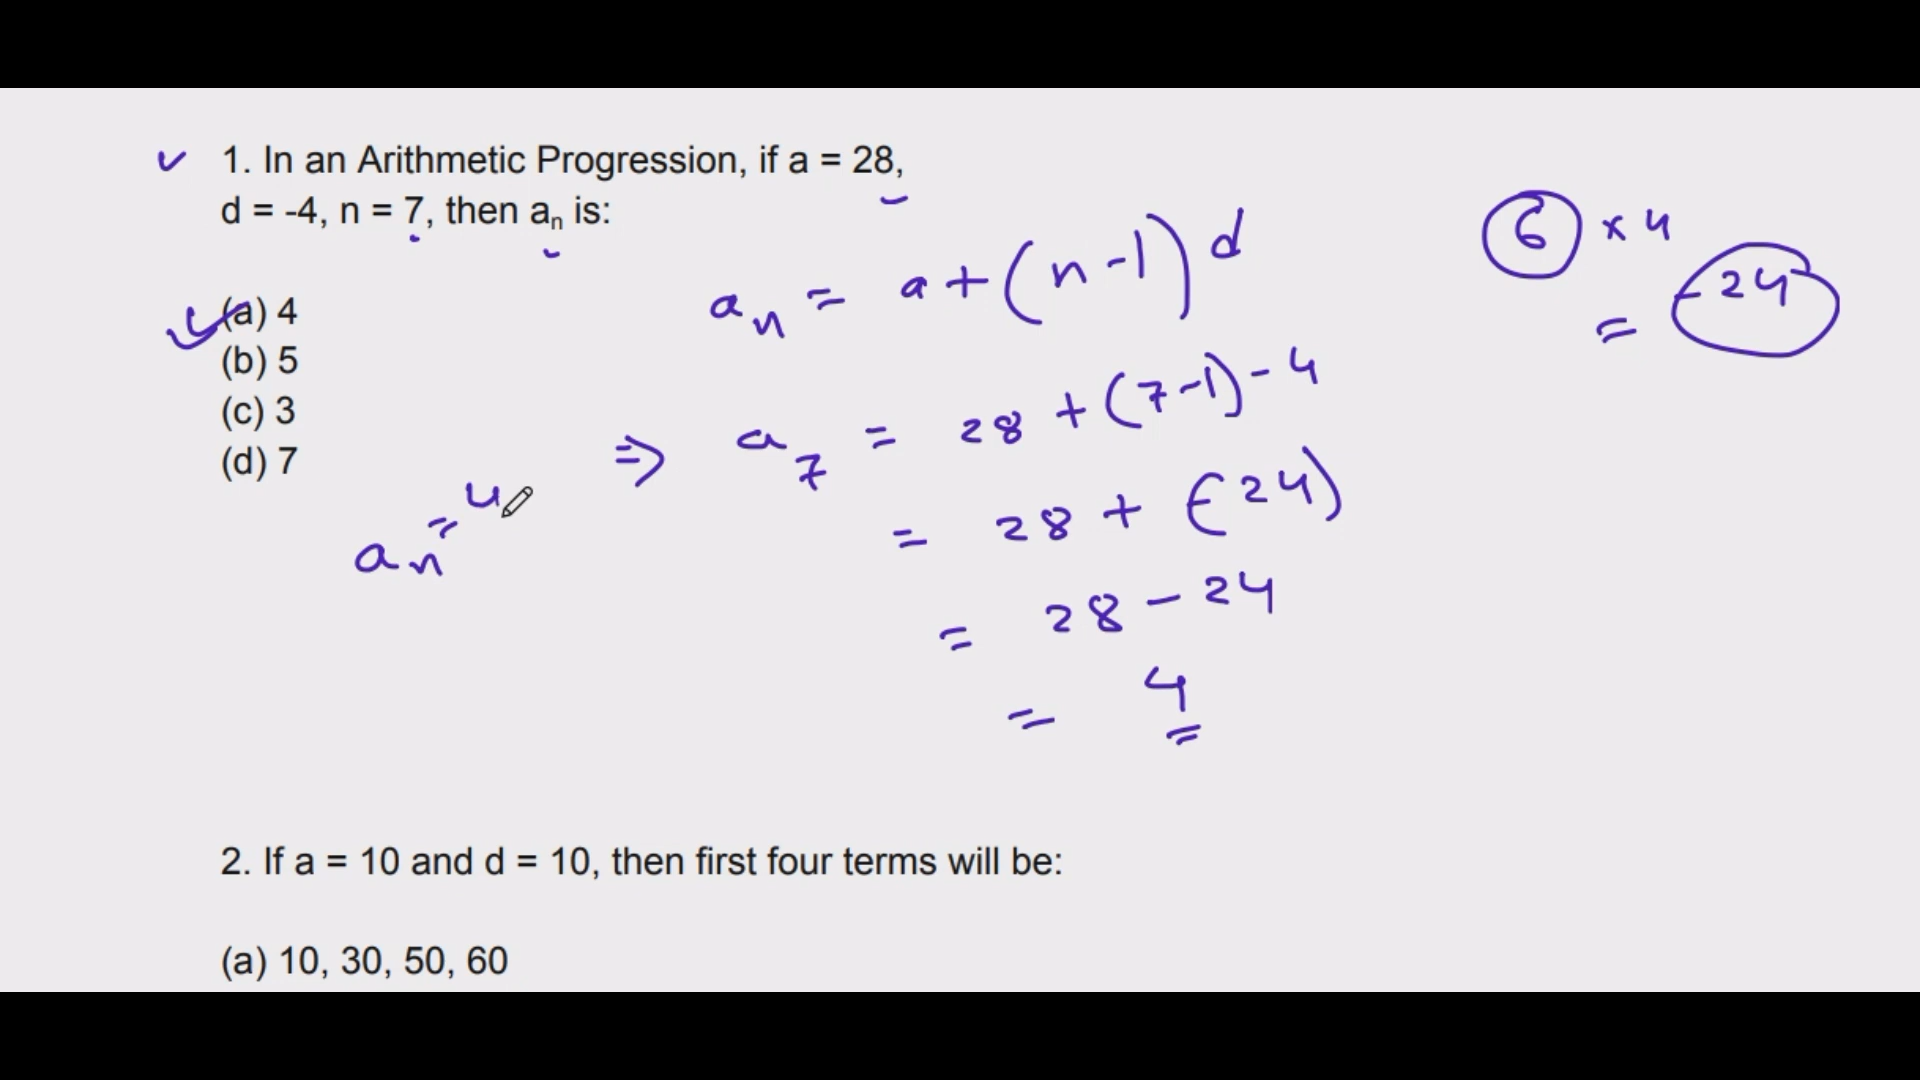 1. In an Arithmetic Progression, if a = 28,
d = -4, n = 7, then aₙ is:
(a) 4
(b) 5
(c) 3
(d) 7
aₙ = 4
aₙ = a + (n - 1) d
⇒ a₇ = 28 + (7 - 1) - 4
= 28 + (-24)
= 28 - 24
= 4
6 × 4
= -24
2. If a = 10 and d = 10, then first four terms will be:
(a) 10, 30, 50, 60